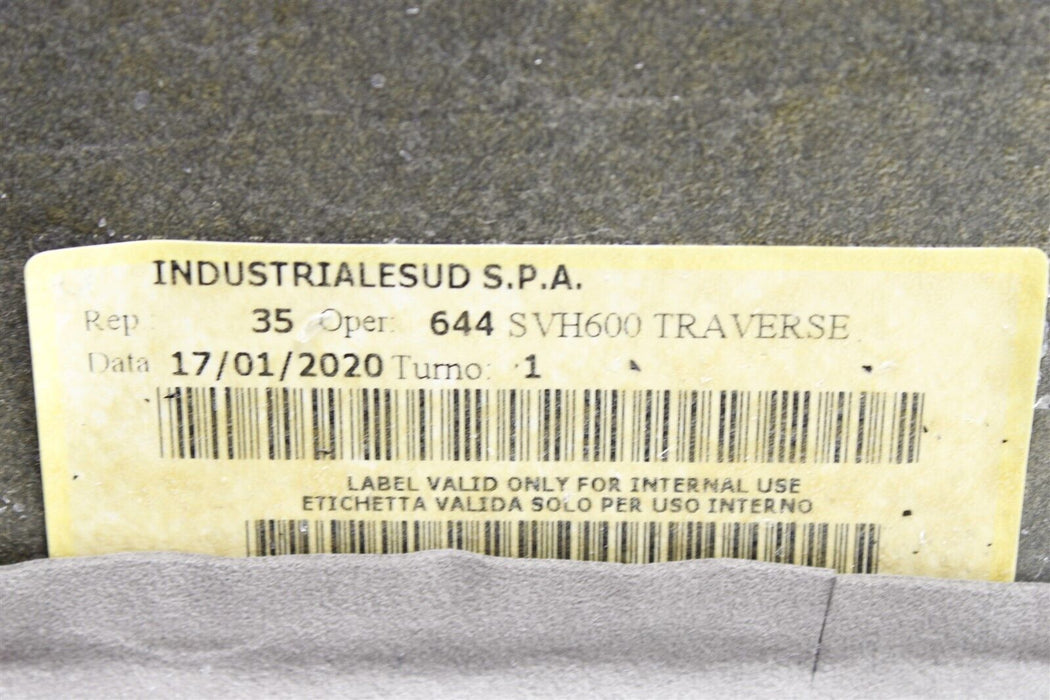 INDUSTRIALESUD S.P.A.
Rep : 35 Oper: 644 SVH600 TRAVERSE
Data 17/01/2020 Turno: 1
LABEL VALID ONLY FOR INTERNAL USE
ETICHETTA VALIDA SOLO PER USO INTERNO